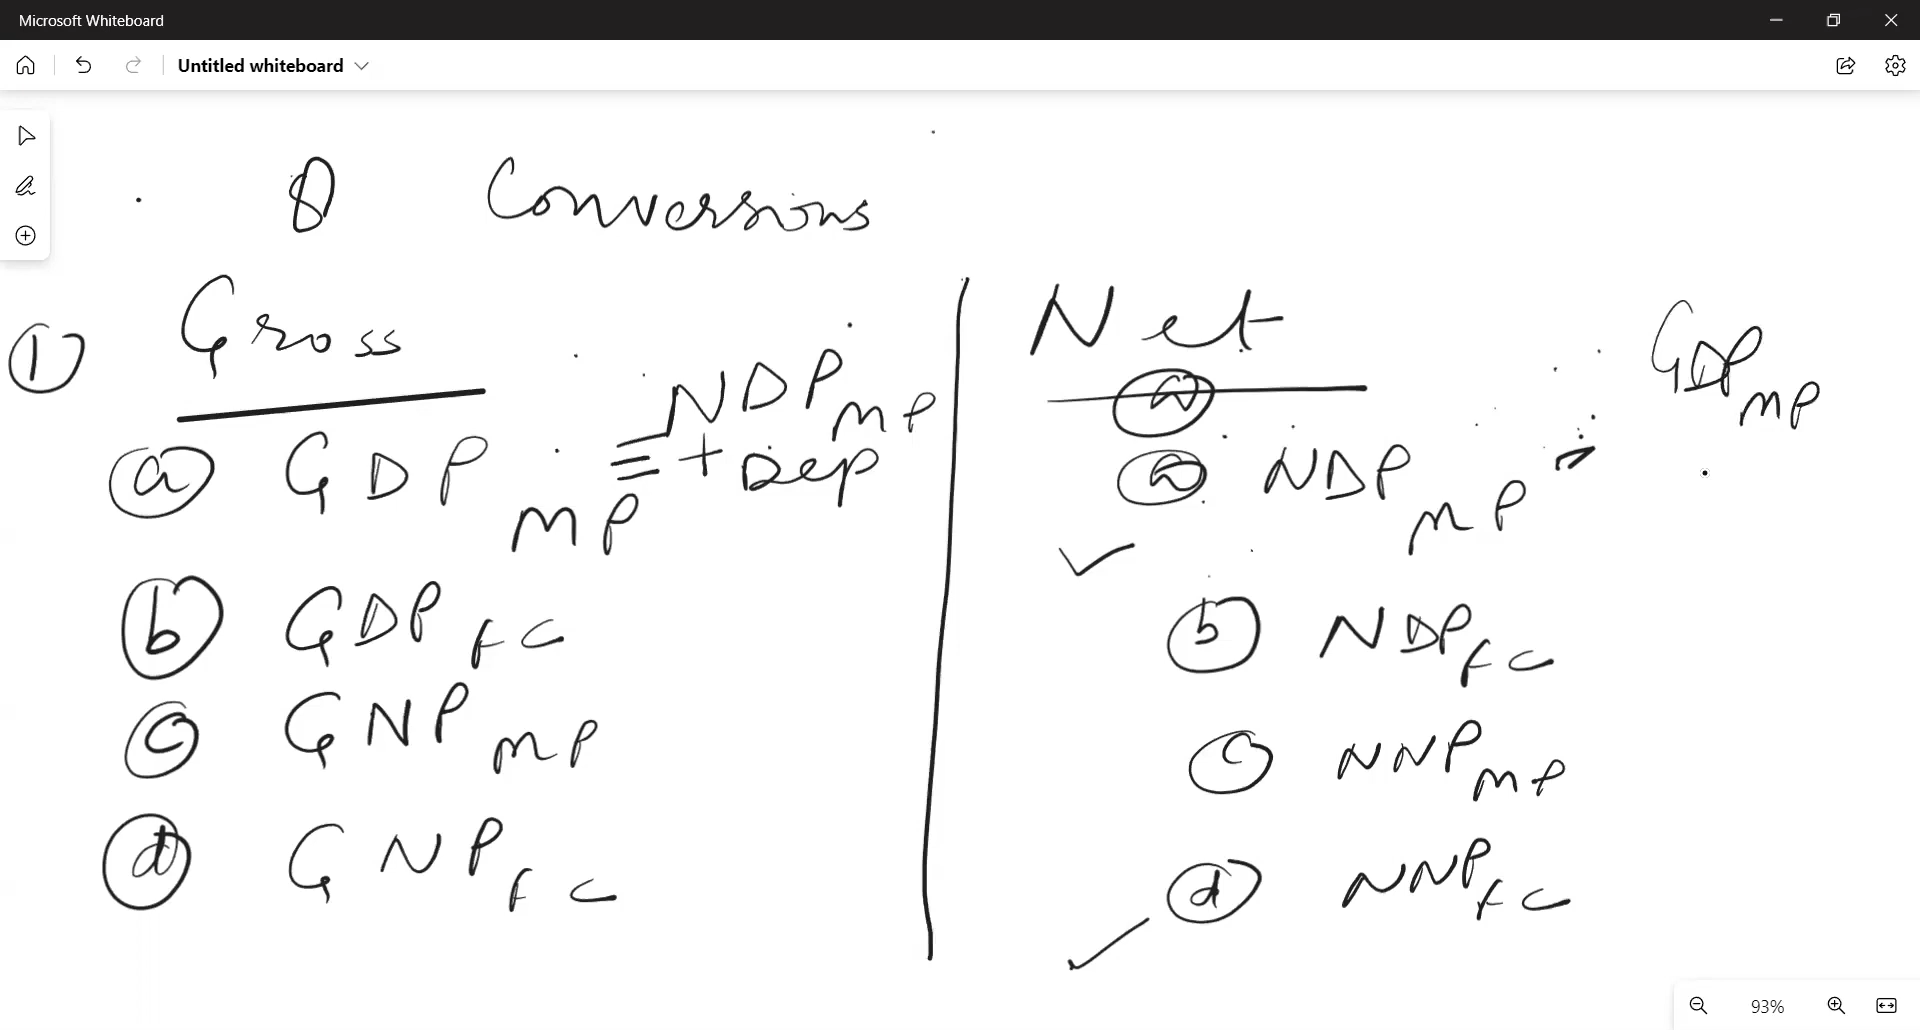 Microsoft Whiteboard
Untitled whiteboard
8 Conversions
① Gross
ⓐ GDP MP = NDP MP + Dep
ⓑ GDP FC
ⓒ GNP MP
ⓓ GNP FC
Net
ⓐ
ⓐ NDP MP = GDP MP
ⓑ NDP FC
ⓒ NNP MP
ⓓ NNP FC
93%